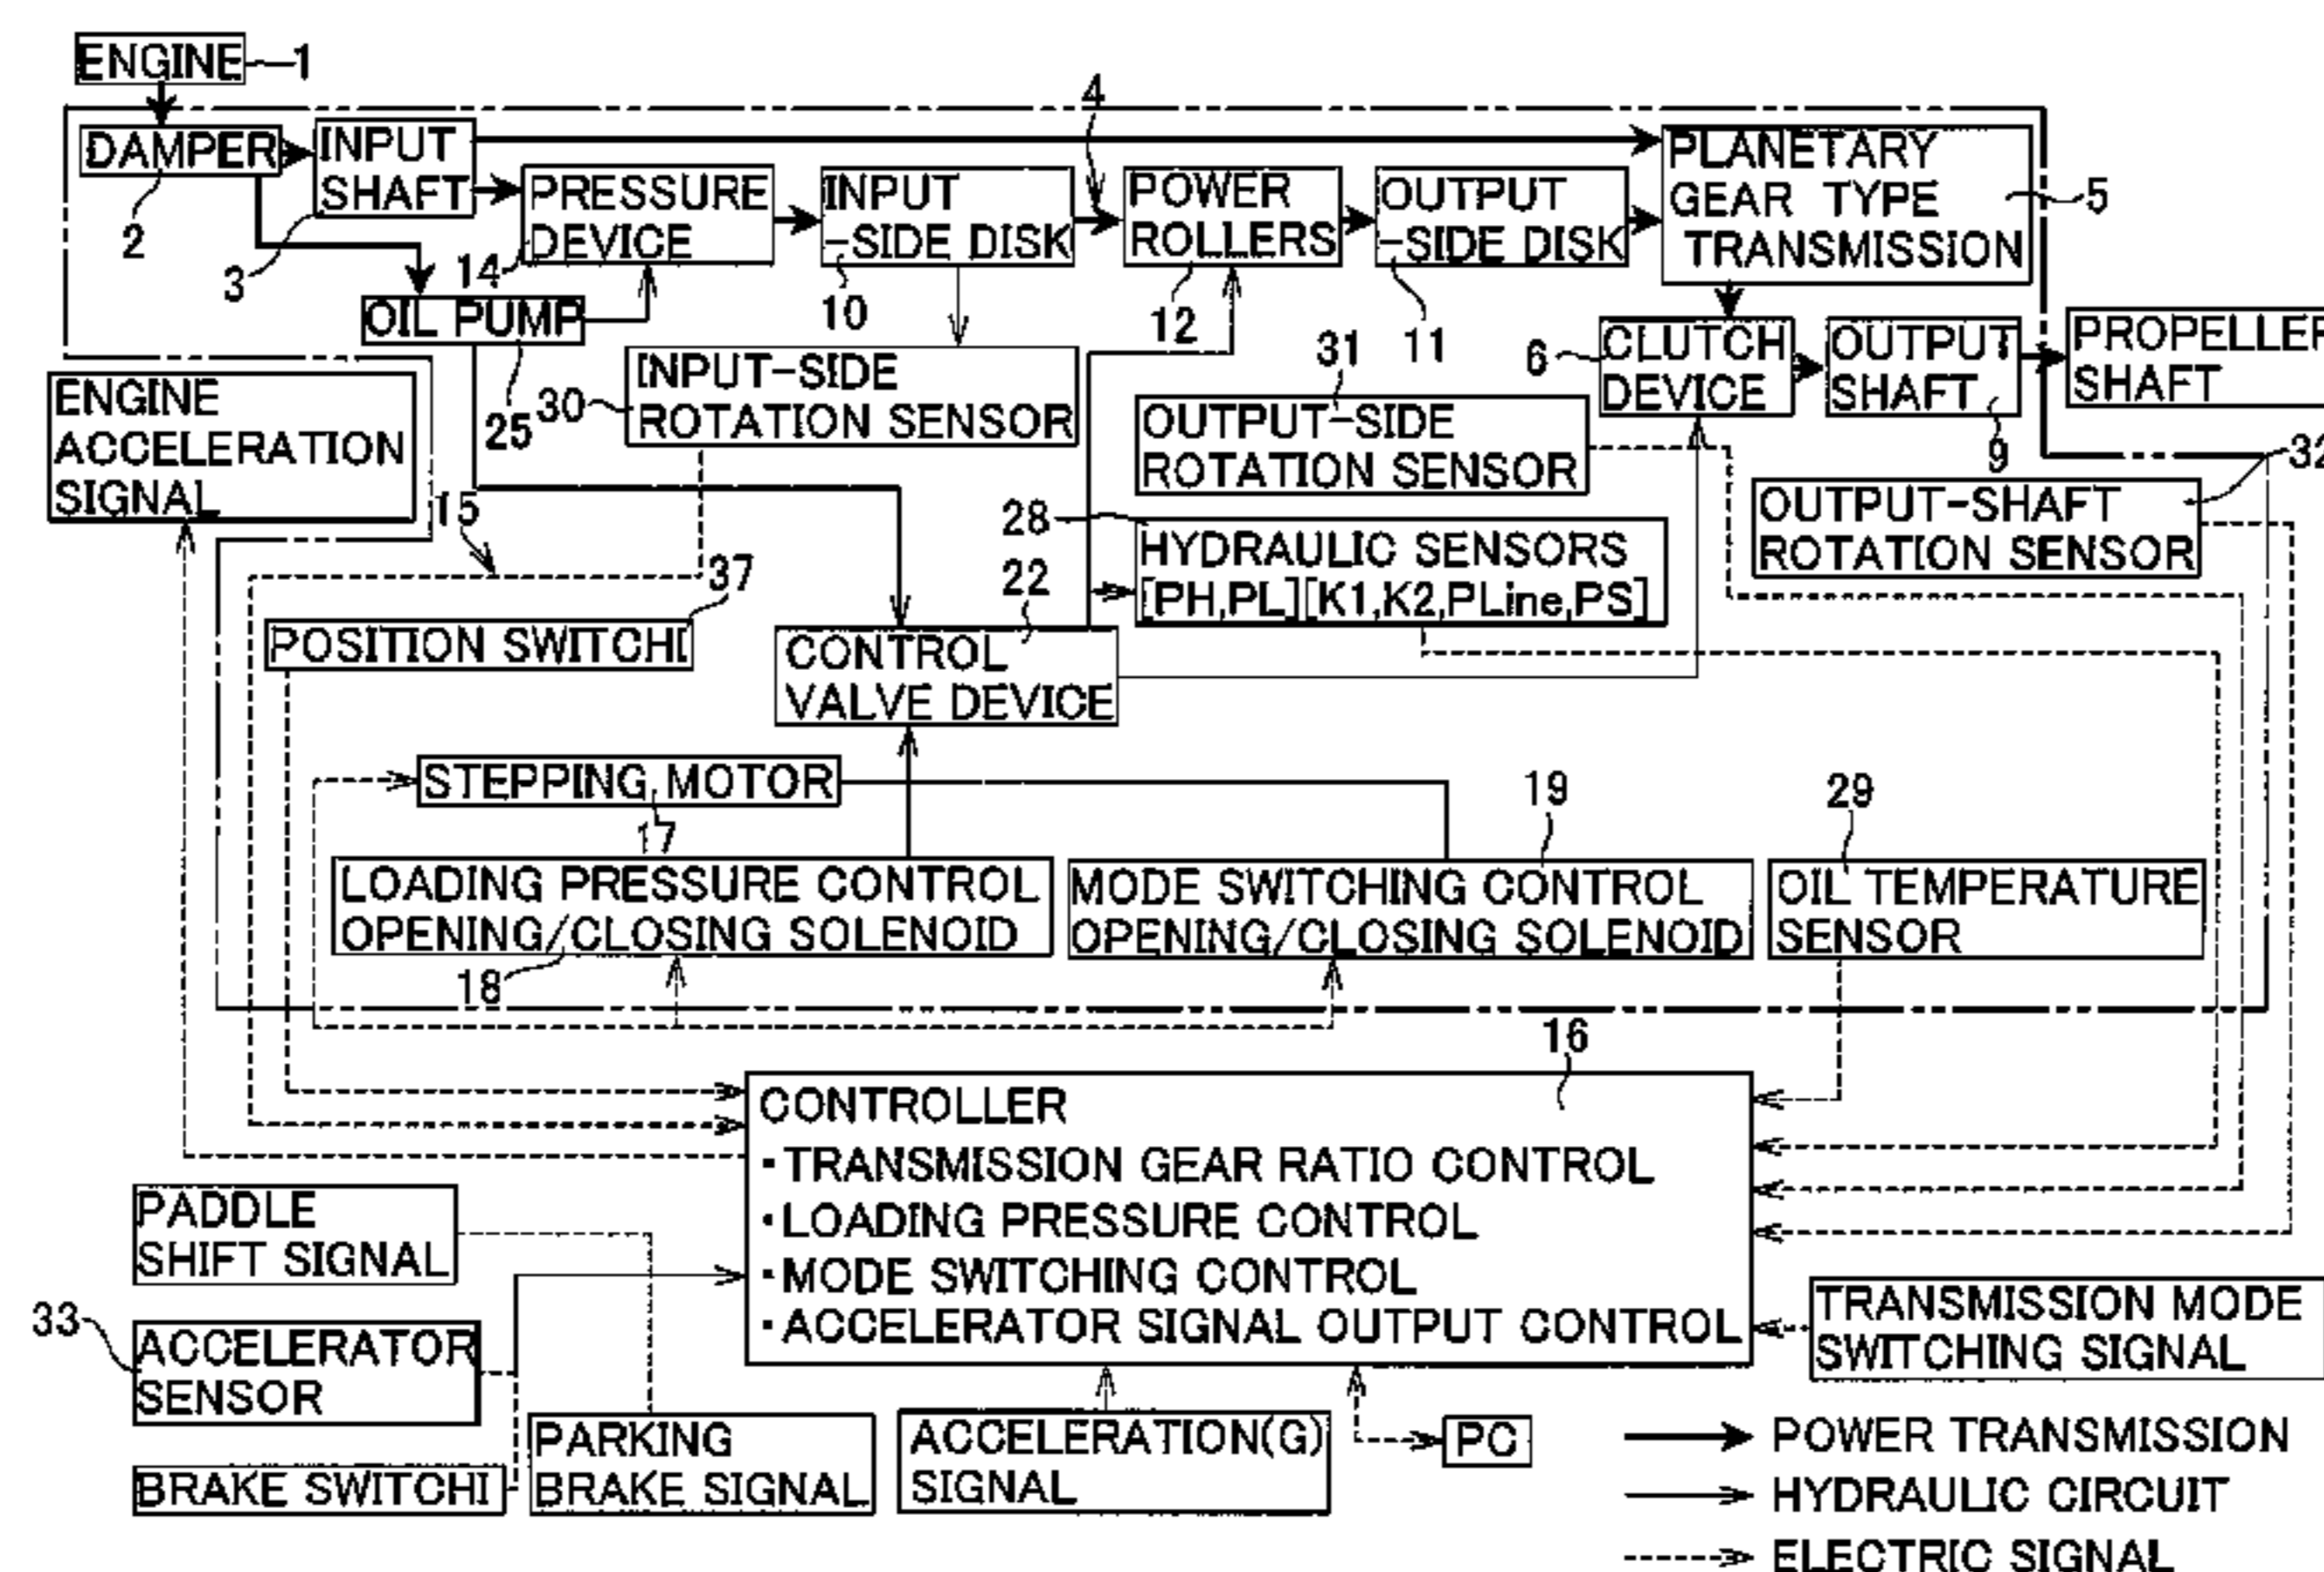 ENGINE
1
4
DAMPER
2
INPUT
SHAFT
3
PRESSURE
DEVICE
14
INPUT
-SIDE DISK
10
POWER
ROLLERS
12
OUTPUT
-SIDE DISK
11
PLANETARY
GEAR TYPE
TRANSMISSION
5
OIL PUMP
25
INPUT-SIDE
ROTATION SENSOR
30
31
OUTPUT-SIDE
ROTATION SENSOR
6
CLUTCH
DEVICE
OUTPUT
SHAFT
9
PROPELLER
SHAFT
ENGINE
ACCELERATION
SIGNAL
15
28
HYDRAULIC SENSORS
[PH,PL][K1,K2,PLine,PS]
32
OUTPUT-SHAFT
ROTATION SENSOR
37
POSITION SWITCHI
22
CONTROL
VALVE DEVICE
STEPPING MOTOR
17
LOADING PRESSURE CONTROL
OPENING/CLOSING SOLENOID
18
19
MODE SWITCHING CONTROL
OPENING/CLOSING SOLENOID
29
OIL TEMPERATURE
SENSOR
16
CONTROLLER
・TRANSMISSION GEAR RATIO CONTROL
・LOADING PRESSURE CONTROL
・MODE SWITCHING CONTROL
・ACCELERATOR SIGNAL OUTPUT CONTROL
PADDLE
SHIFT SIGNAL
33
ACCELERATOR
SENSOR
BRAKE SWITCHI
PARKING
BRAKE SIGNAL
ACCELERATION(G)
SIGNAL
PC
TRANSMISSION MODE
SWITCHING SIGNAL
POWER TRANSMISSION
HYDRAULIC CIRCUIT
ELECTRIC SIGNAL